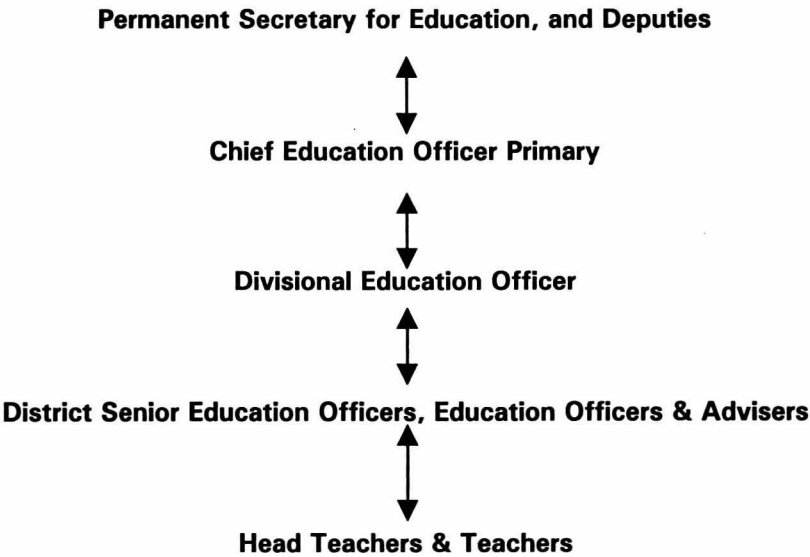 Permanent Secretary for Education, and Deputies
Chief Education Officer Primary
Divisional Education Officer
District Senior Education Officers, Education Officers & Advisers
Head Teachers & Teachers